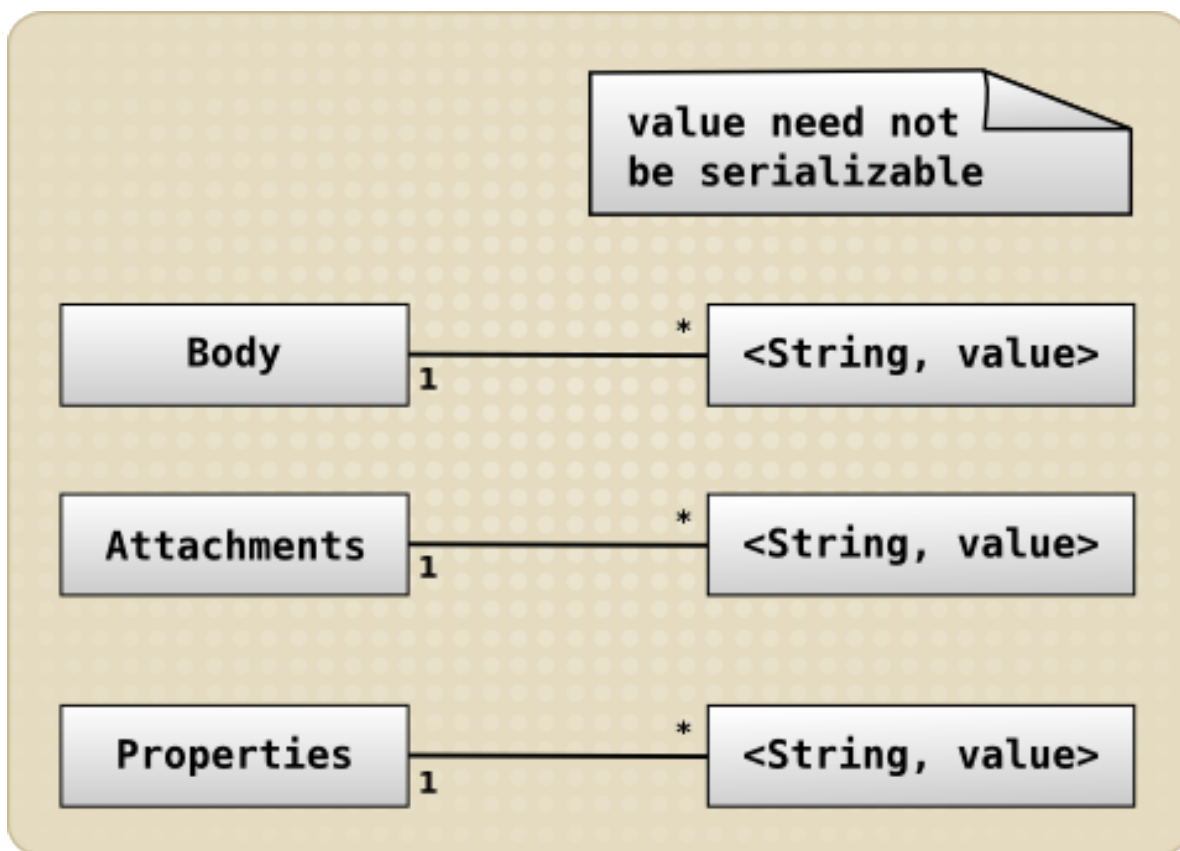 value need not
be serializable
Body
1
*
<String, value>
Attachments
1
*
<String, value>
Properties
1
*
<String, value>